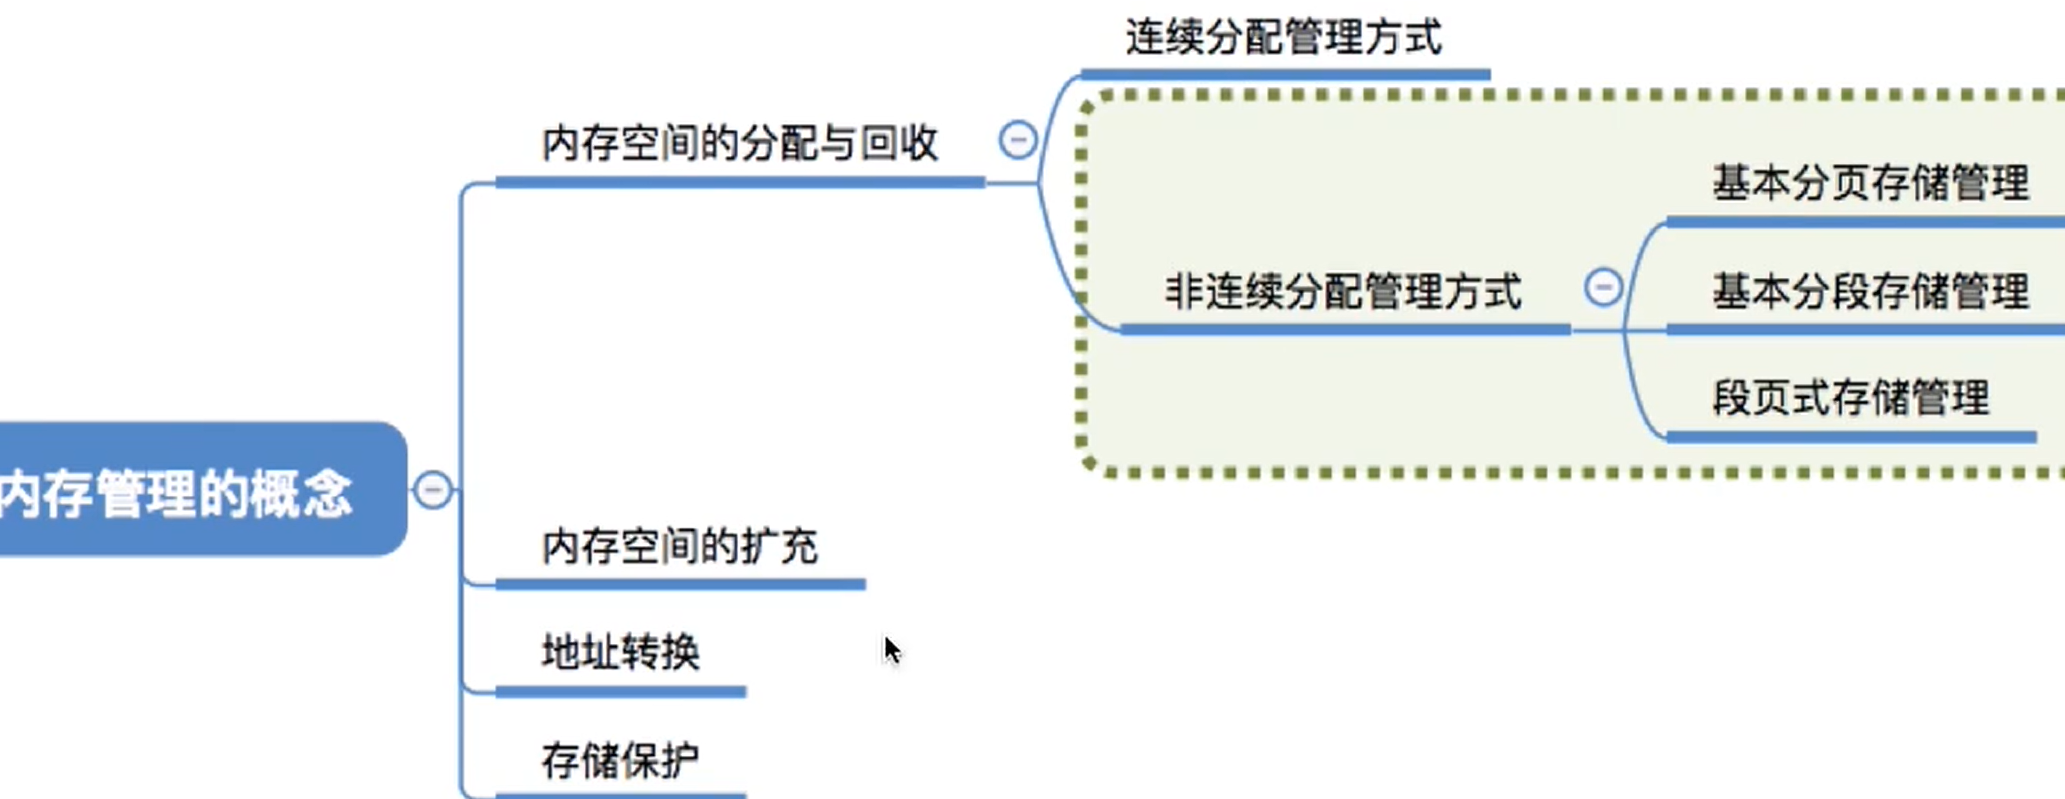 连续分配管理方式
内存空间的分配与回收
基本分页存储管理
非连续分配管理方式
基本分段存储管理
段页式存储管理
内存管理的概念
内存空间的扩充
地址转换
存储保护